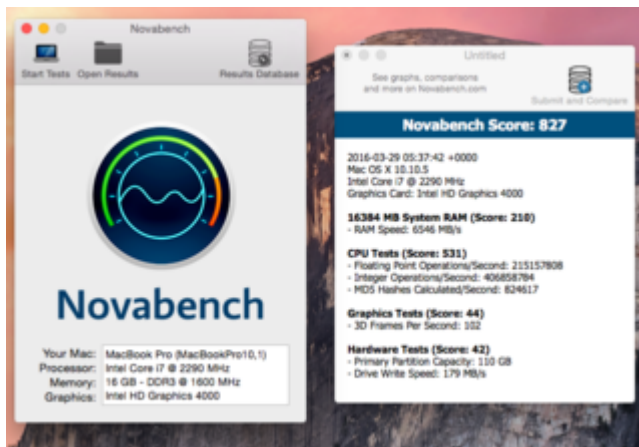 Novabench
Start Tests Open Results Results Database
Novabench
Your Mac: MacBook Pro (MacBookPro10,1)
Processor: Intel Core i7 @ 2290 MHz
Memory: 16 GB - DDR3 @ 1600 MHz
Graphics: Intel HD Graphics 4000
Untitled
See graphs, comparisons
and more on Novabench.com
Submit and Compare
Novabench Score: 827
2016-03-29 05:37:42 +0000
Mac OS X 10.10.5
Intel Core i7 @ 2290 MHz
Graphics Card: Intel HD Graphics 4000
16384 MB System RAM (Score: 210)
- RAM Speed: 6546 MB/s
CPU Tests (Score: 531)
- Floating Point Operations/Second: 215157808
- Integer Operations/Second: 406858784
- MD5 Hashes Calculated/Second: 824617
Graphics Tests (Score: 44)
- 3D Frames Per Second: 102
Hardware Tests (Score: 42)
- Primary Partition Capacity: 110 GB
- Drive Write Speed: 179 MB/s